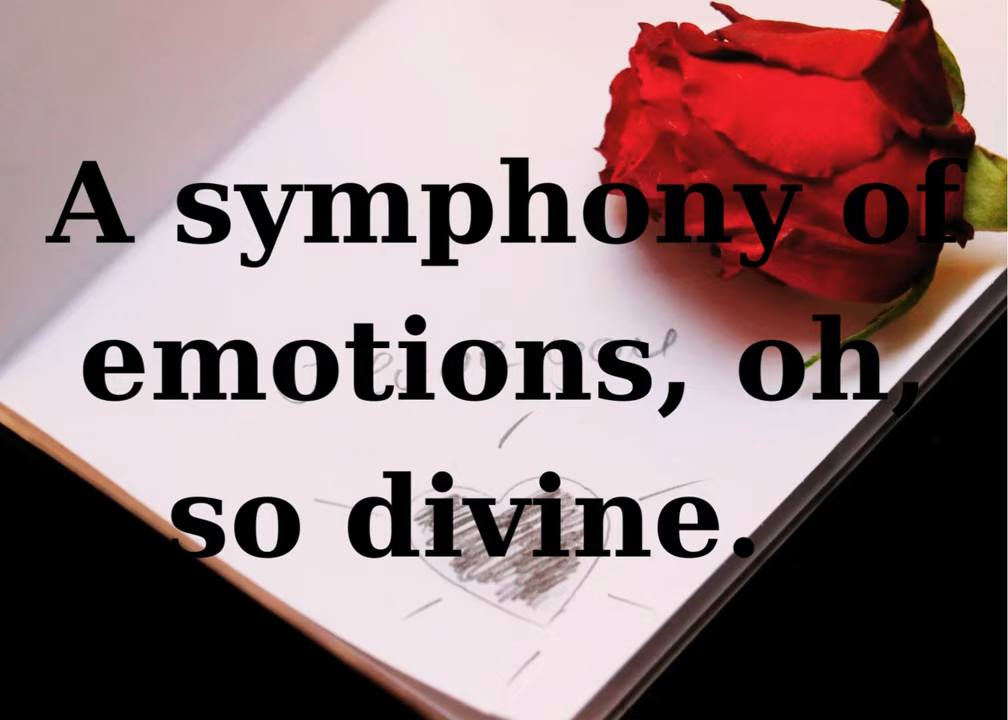 A symphony of
emotions, oh,
so divine.